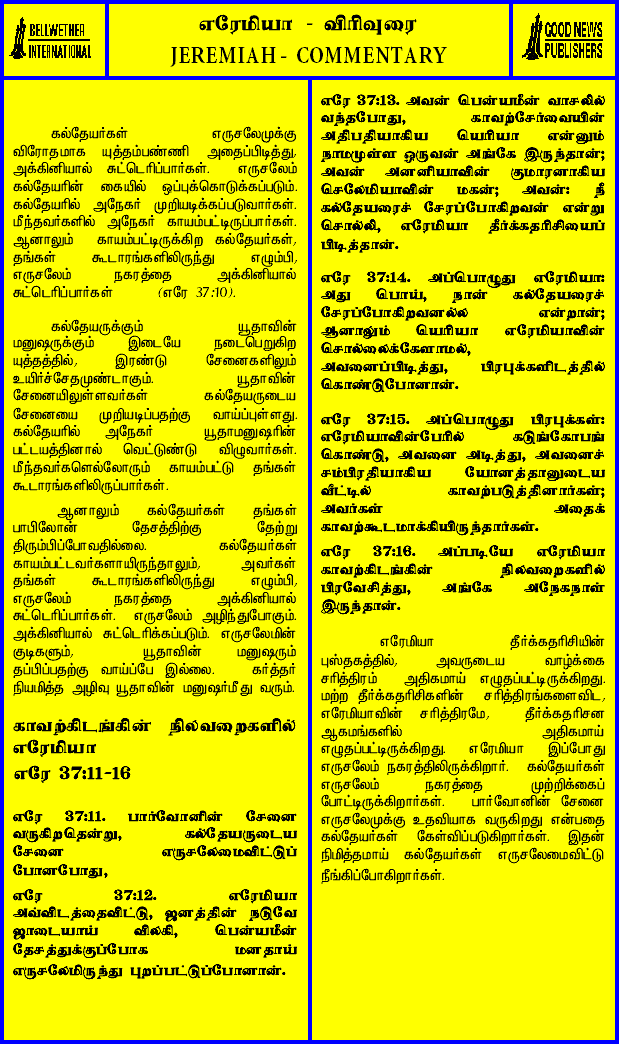 BELLWETHER
INTERNATIONAL
எரேமியா - விரிவுரை
JEREMIAH - COMMENTARY
GOOD NEWS
PUBLISHERS
கல்தேயர்கள் எருசலேமுக்கு
விரோதமாக யுத்தம்பண்ணி அதைப்பிடித்து,
அக்கினியால் சுட்டெரிப்பார்கள். எருசலேம்
கல்தேயரின் கையில் ஒப்புக்கொடுக்கப்படும்.
கல்தேயரில் அநேகர் முறியடிக்கப்படுவார்கள்.
மீந்தவர்களில் அநேகர் காயம்பட்டிருப்பார்கள்.
ஆனாலும் காயம்பட்டிருக்கிற கல்தேயர்கள்,
தங்கள் கூடாரங்களிலிருந்து எழும்பி,
எருசலேம் நகரத்தை அக்கினியால்
சுட்டெரிப்பார்கள் (எரே 37:10).
கல்தேயருக்கும் யூதாவின்
மனுஷருக்கும் இடையே நடைபெறுகிற
யுத்தத்தில், இரண்டு சேனைகளிலும்
உயிர்ச்சேதமுண்டாகும். யூதாவின்
சேனையிலுள்ளவர்கள் கல்தேயருடைய
சேனையை முறியடிப்பதற்கு வாய்ப்புள்ளது.
கல்தேயரில் அநேகர் யூதாமனுஷரின்
பட்டயத்தினால் வெட்டுண்டு விழுவார்கள்.
மீந்தவர்களெல்லோரும் காயம்பட்டு தங்கள்
கூடாரங்களிலிருப்பார்கள்.
ஆனாலும் கல்தேயர்கள் தங்கள்
பாபிலோன் தேசத்திற்கு தேற்று
திரும்பிப்போவதில்லை. கல்தேயர்கள்
காயம்பட்டவர்களாயிருந்தாலும், அவர்கள்
தங்கள் கூடாரங்களிலிருந்து எழும்பி,
எருசலேம் நகரத்தை அக்கினியால்
சுட்டெரிப்பார்கள். எருசலேம் அழிந்துபோகும்.
அக்கினியால் சுட்டெரிக்கப்படும். எருசலேமின்
குடிகளும், யூதாவின் மனுஷரும்
தப்பிப்பதற்கு வாய்ப்பே இல்லை. கர்த்தர்
நியமித்த அழிவு யூதாவின் மனுஷர்மீது வரும்.
காவற்கிடங்கின் நிலவறைகளில்
எரேமியா
எரே 37:11-16
எரே 37:11. பார்வோனின் சேனை
வருகிறதென்று, கல்தேயருடைய
சேனை எருசலேமைவிட்டுப்
போனபோது,
எரே 37:12. எரேமியா
அவ்விடத்தைவிட்டு, ஜனத்தின் நடுவே
ஜாடையாய் விலகி, பென்யமீன்
தேசத்துக்குப்போக மனதாய்
எருசலேமிருந்து புறப்பட்டுப்போனான்.
எரே 37:13. அவன் பென்யமீன் வாசலில்
வந்தபோது, காவற்சேர்வையின்
அதிபதியாகிய யெரியா என்னும்
நாமமுள்ள ஒருவன் அங்கே இருந்தான்;
அவன் அனனியாவின் குமாரனாகிய
செலேமியாவின் மகன்; அவன்: நீ
கல்தேயரைச் சேரப்போகிறவன் என்று
சொல்லி, எரேமியா தீர்க்கதரிசியைப்
பிடித்தான்.
எரே 37:14. அப்பொழுது எரேமியா:
அது பொய், நான் கல்தேயரைச்
சேரப்போகிறவனல்ல என்றான்;
ஆனாலும் யெரியா எரேமியாவின்
சொல்லைக்கேளாமல்,
அவனைப்பிடித்து, பிரபுக்களிடத்தில்
கொண்டுபோனான்.
எரே 37:15. அப்பொழுது பிரபுக்கள்:
எரேமியாவின்பேரில் கடுங்கோபங்
கொண்டு, அவனை அடித்து, அவனைச்
சம்பிரதியாகிய யோனத்தானுடைய
வீட்டில் காவற்படுத்தினார்கள்;
அவர்கள் அதைக்
காவற்கூடமாக்கியிருந்தார்கள்.
எரே 37:16. அப்படியே எரேமியா
காவற்கிடங்கின் நிலவறைகளில்
பிரவேசித்து, அங்கே அநேகநாள்
இருந்தான்.
எரேமியா தீர்க்கதரிசியின்
புஸ்தகத்தில், அவருடைய வாழ்க்கை
சரித்திரம் அதிகமாய் எழுதப்பட்டிருக்கிறது.
மற்ற தீர்க்கதரிசிகளின் சரித்திரங்களைவிட,
எரேமியாவின் சரித்திரமே, தீர்க்கதரிசன
ஆகமங்களில் அதிகமாய்
எழுதப்பட்டிருக்கிறது. எரேமியா இப்போது
எருசலேம் நகரத்திலிருக்கிறார். கல்தேயர்கள்
எருசலேம் நகரத்தை முற்றிக்கைப்
போட்டிருக்கிறார்கள். பார்வோனின் சேனை
எருசலேமுக்கு உதவியாக வருகிறது என்பதை
கல்தேயர்கள் கேள்விப்படுகிறார்கள். இதன்
நிமித்தமாய் கல்தேயர்கள் எருசலேமைவிட்டு
நீங்கிப்போகிறார்கள்.